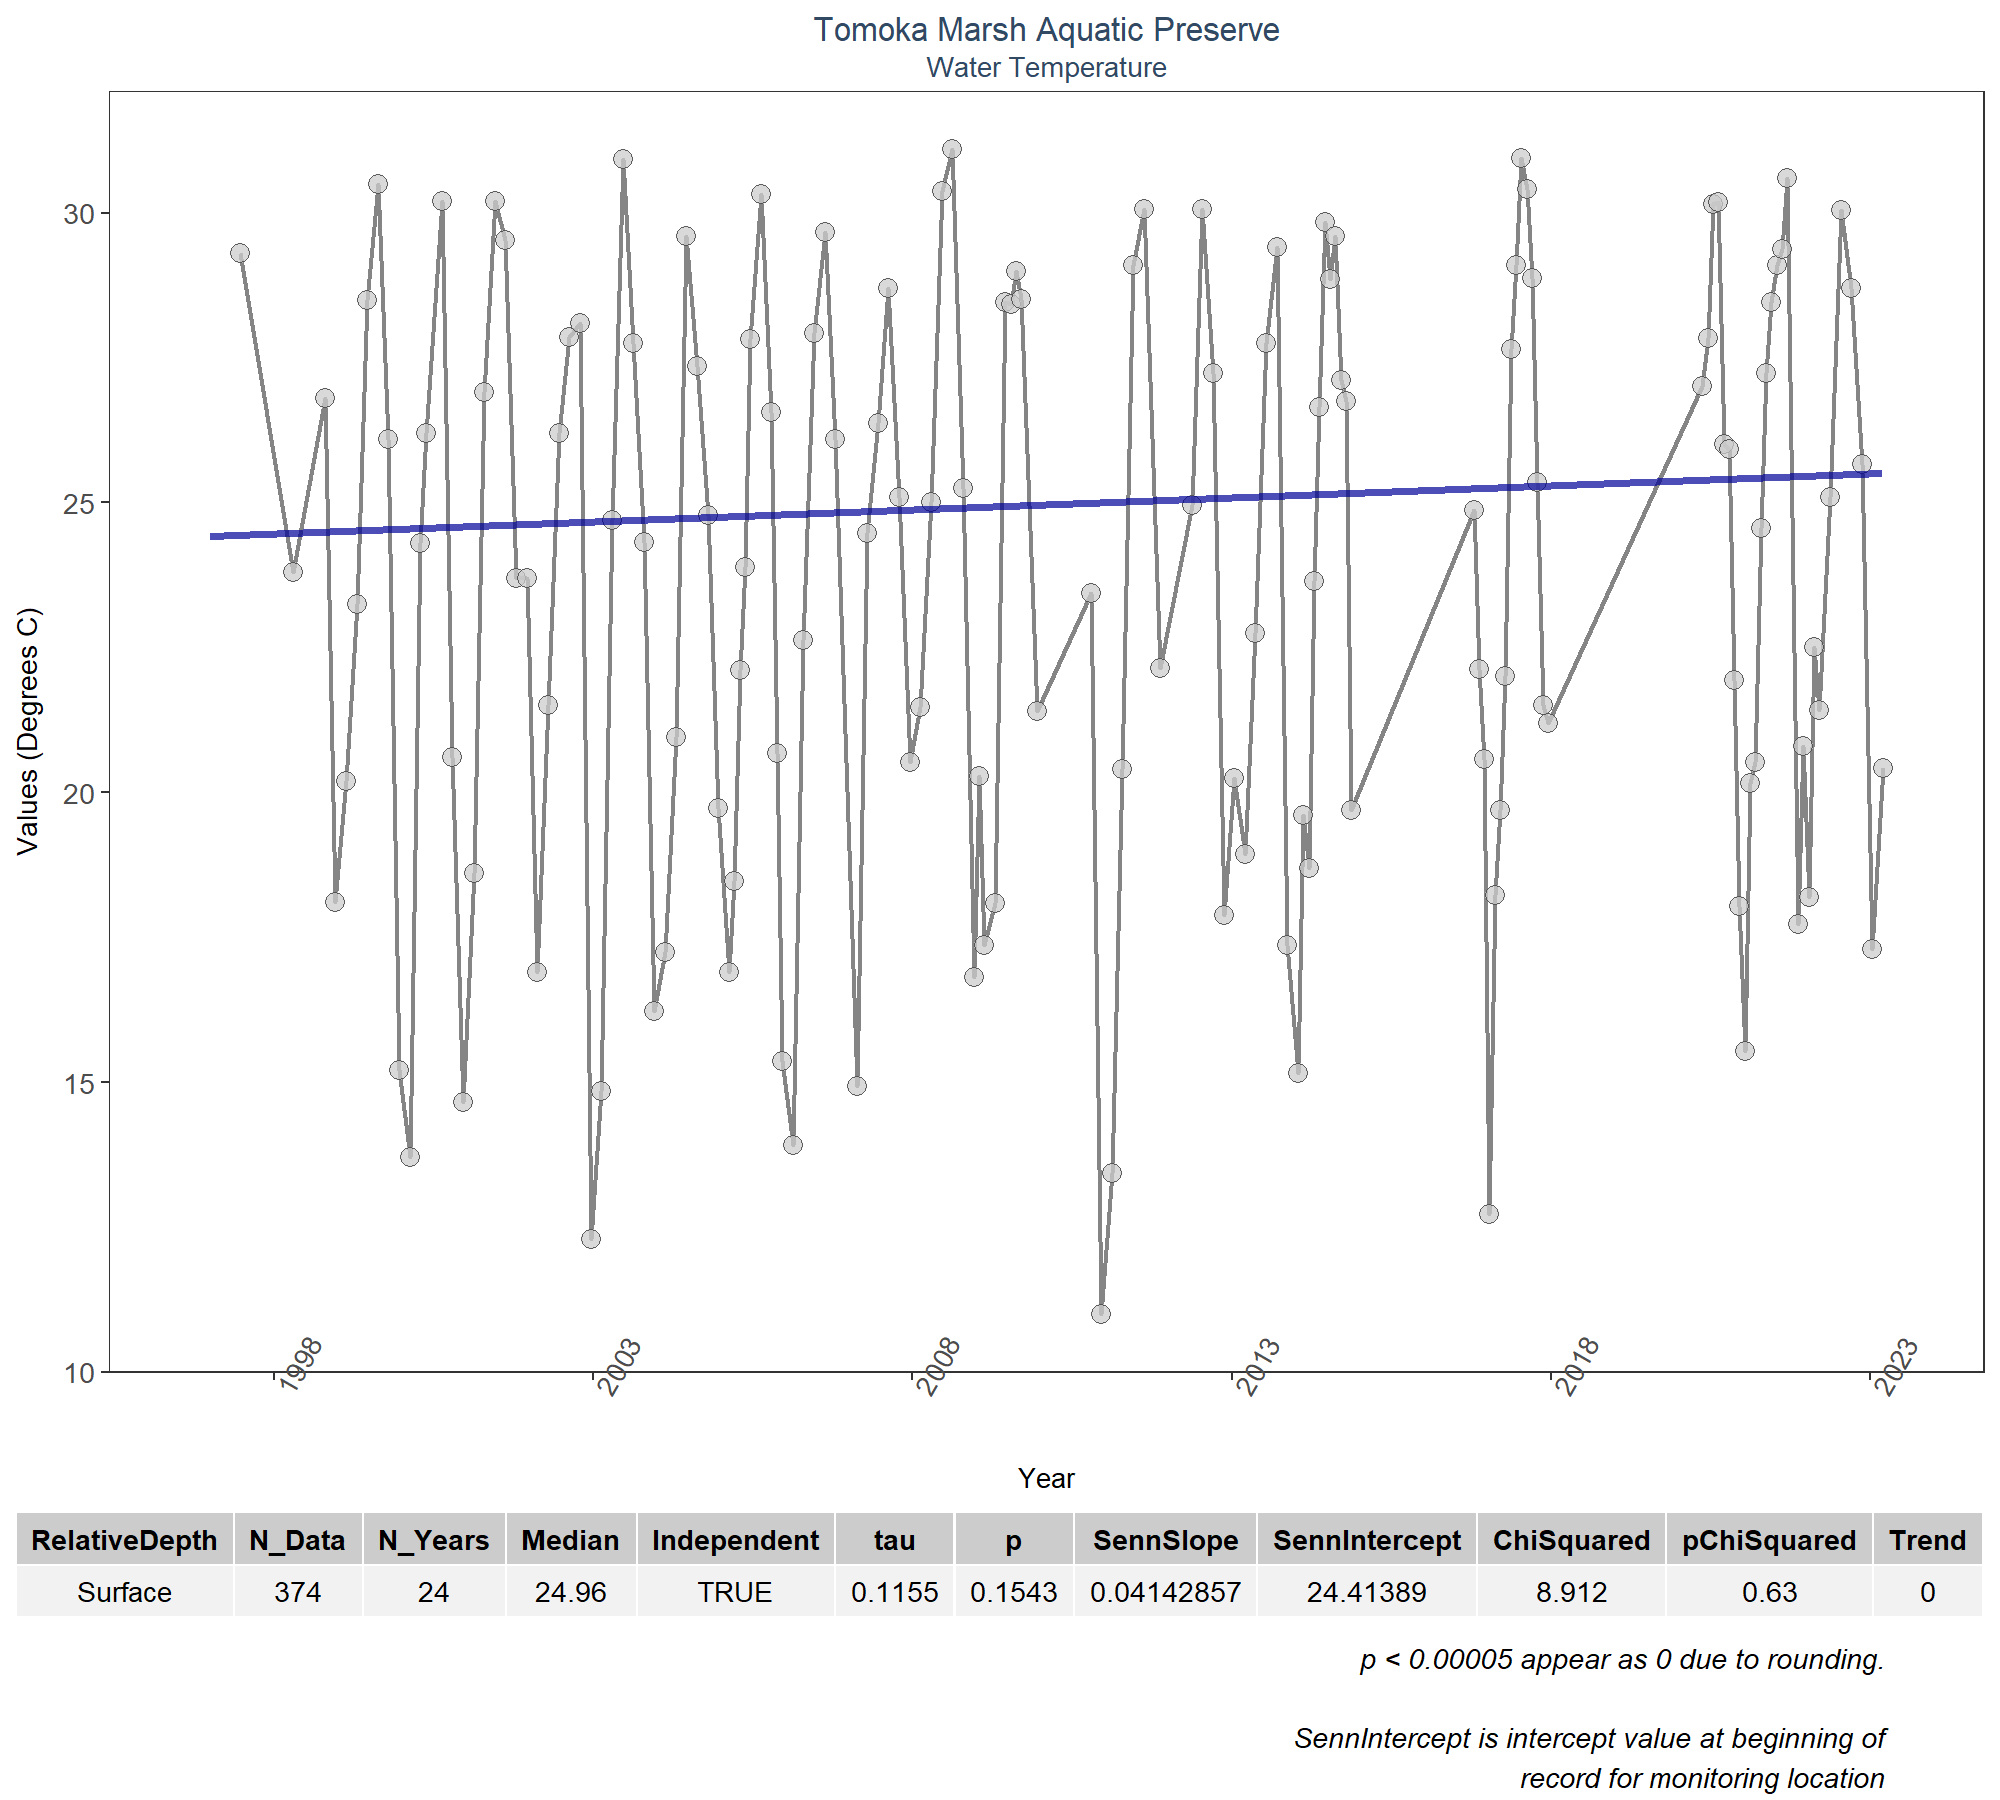 Tomoka Marsh Aquatic Preserve
Water Temperature
Values (Degrees C)
30
25
20
15
10
1998 2003 2008 2013 2018 2023
Year
RelativeDepth N_Data N_Years Median Independent tau p SennSlope SennIntercept ChiSquared pChiSquared Trend
Surface 374 24 24.96 TRUE 0.1155 0.1543 0.04142857 24.41389 8.912 0.63 0
p < 0.00005 appear as 0 due to rounding.
SennIntercept is intercept value at beginning of
record for monitoring location